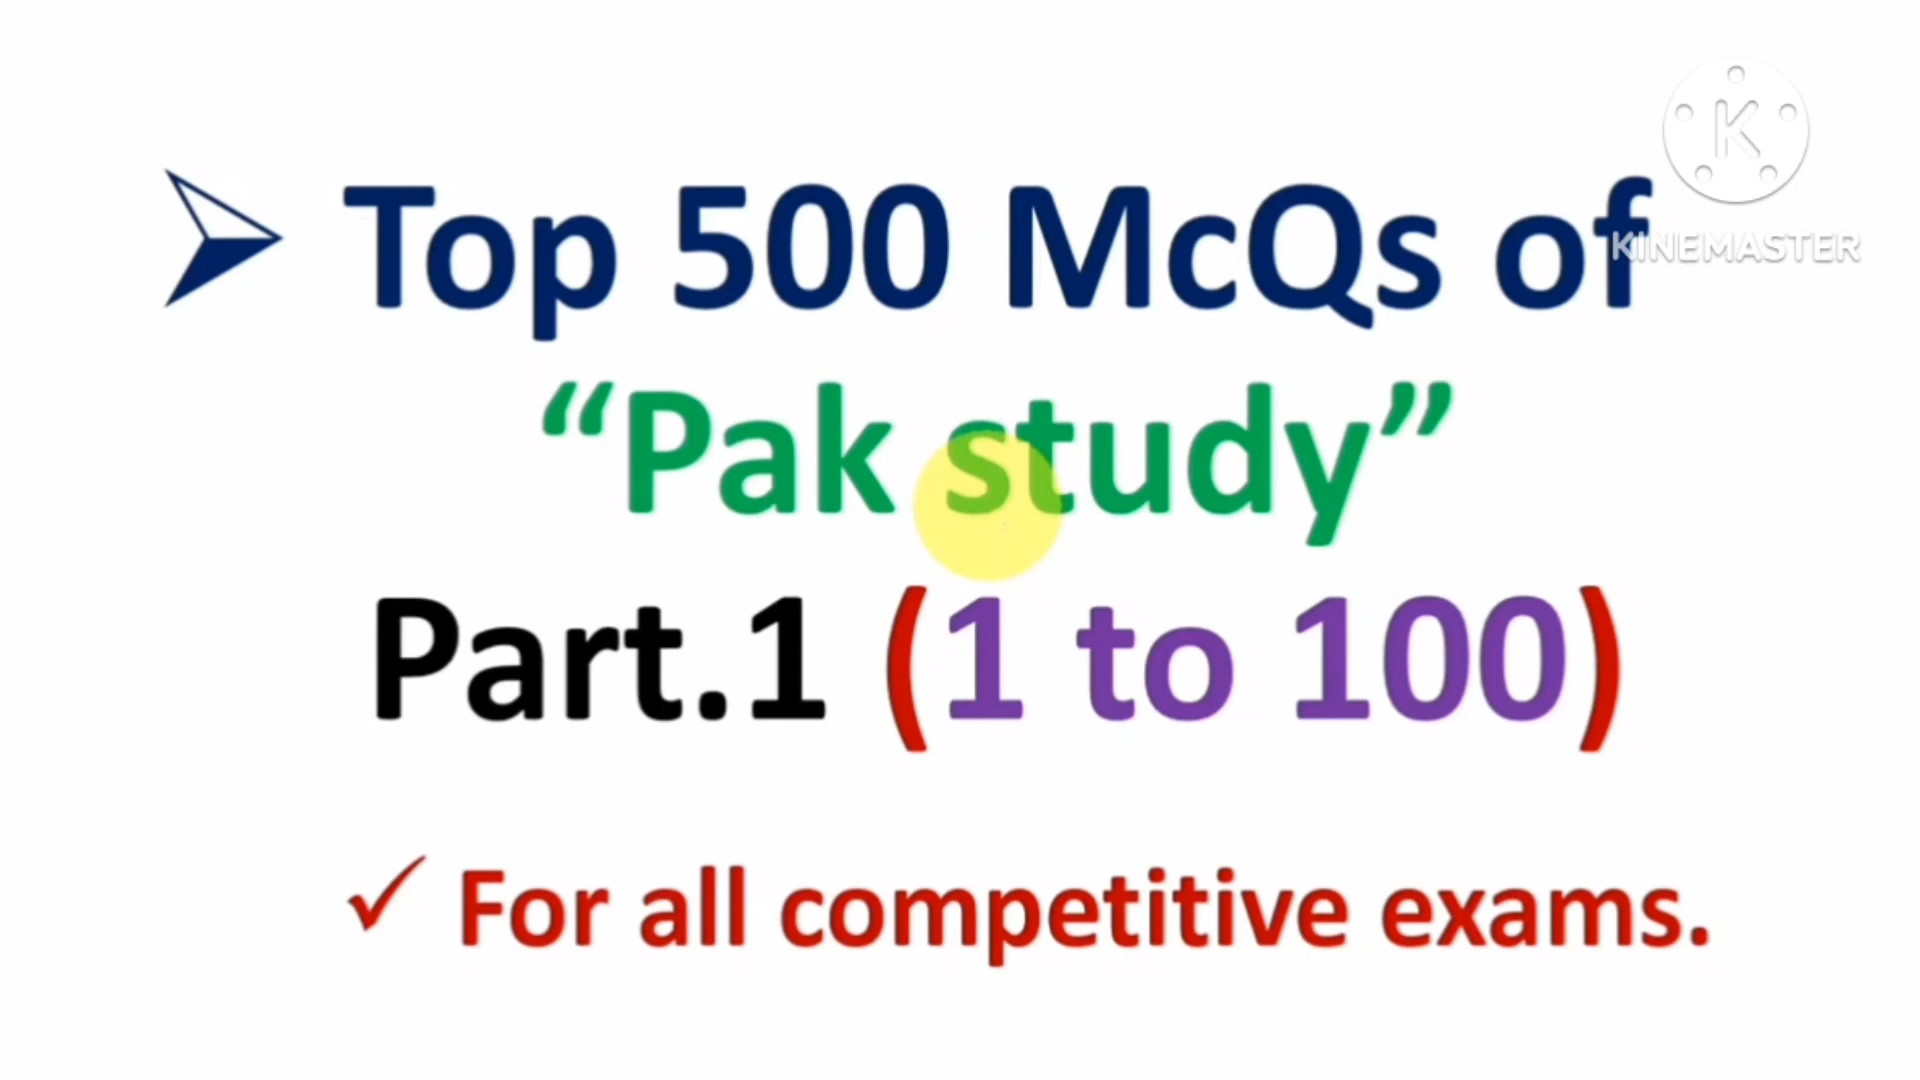 Top 500 McQs of
“Pak study”
Part.1 (1 to 100)
For all competitive exams.
K
KINEMASTER